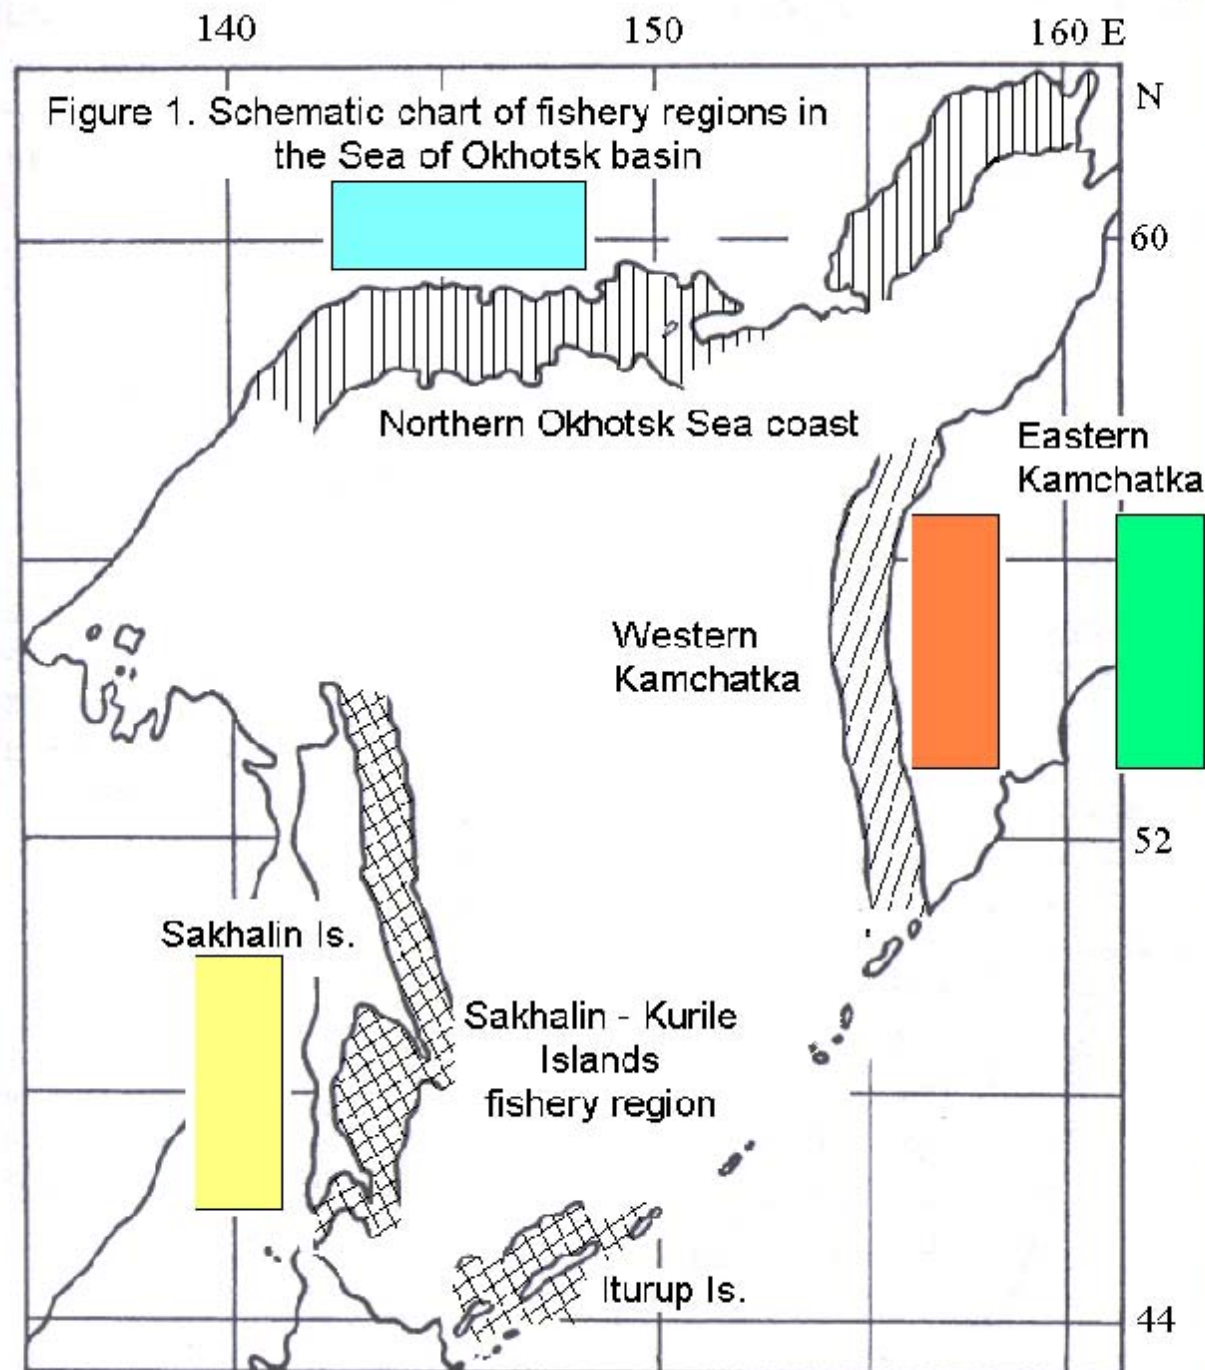 140
150
160 E
N
Figure 1. Schematic chart of fishery regions in
the Sea of Okhotsk basin
60
Northern Okhotsk Sea coast
Eastern
Kamchatka
Western
Kamchatka
52
Sakhalin Is.
Sakhalin - Kurile
Islands
fishery region
Iturup Is.
44